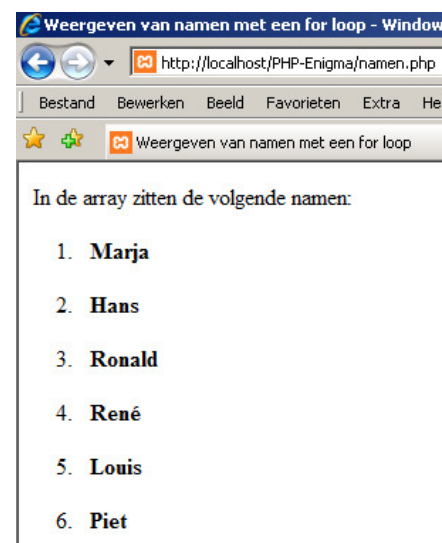 Weergeven van namen met een for loop - Window
http://localhost/PHP-Enigma/namen.php
Bestand Bewerken Beeld Favorieten Extra He
Weergeven van namen met een for loop
In de array zitten de volgende namen:
1. Marja
2. Hans
3. Ronald
4. René
5. Louis
6. Piet